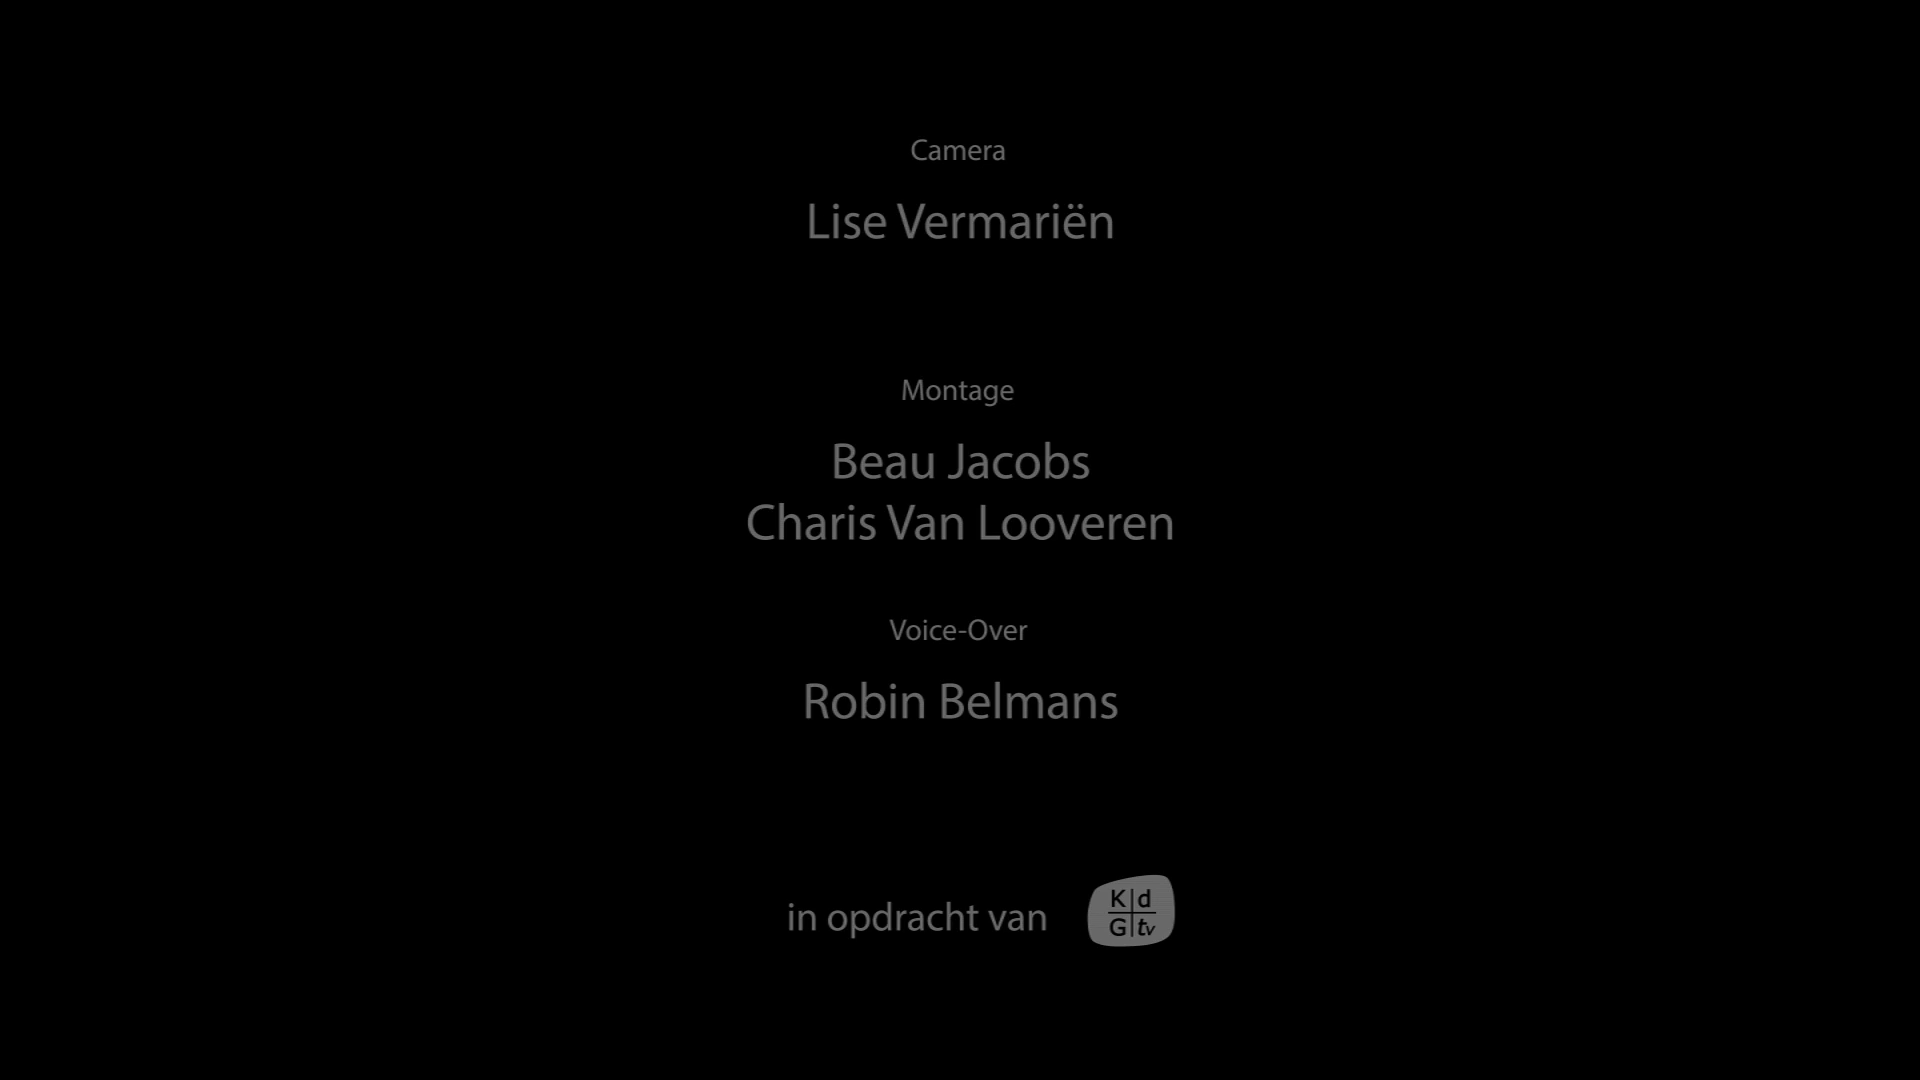 Camera
Lise Vermariën
Montage
Beau Jacobs
Charis Van Looveren
Voice-Over
Robin Belmans
in opdracht van
K d
G tv